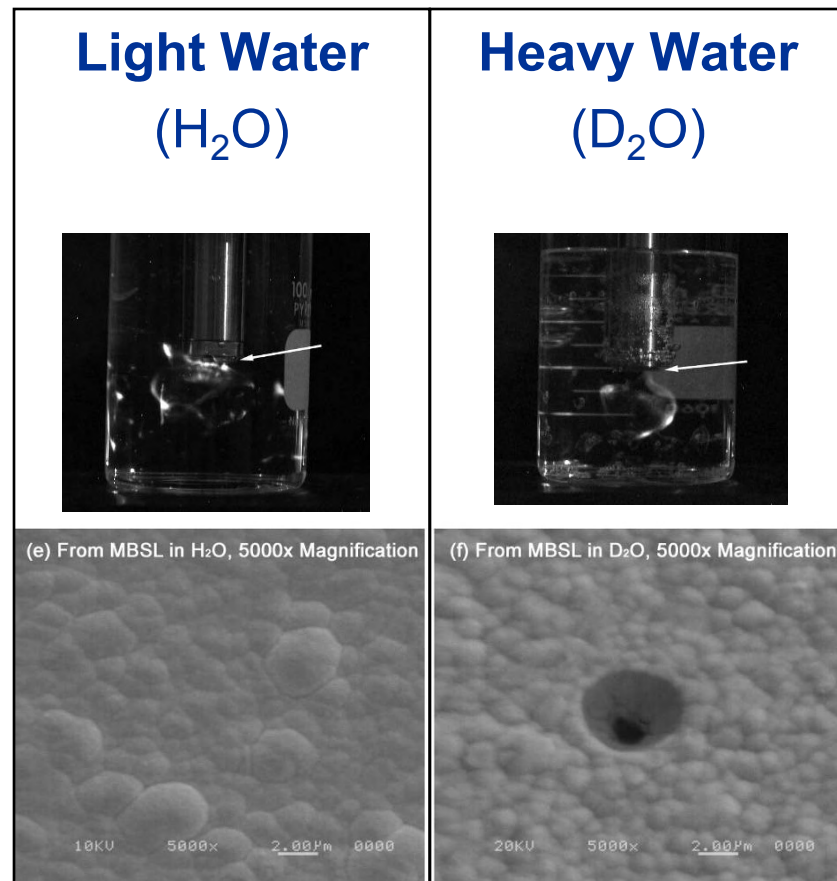 Light Water
(H₂O)
Heavy Water
(D₂O)
100
(e) From MBSL in H₂O, 5000x Magnification
(f) From MBSL in D₂O, 5000x Magnification
10KV 5000x 2.00µm 0000
20KV 5000x 2.00µm 0000